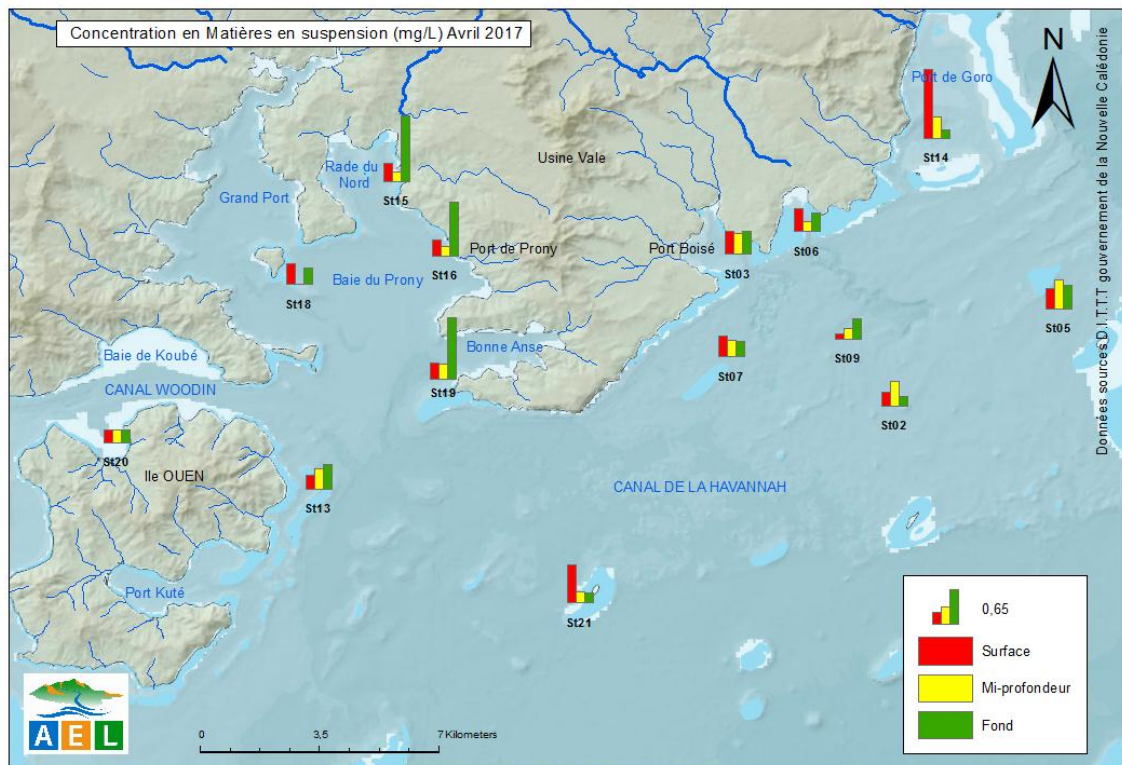 Concentration en Matières en suspension (mg/L) Avril 2017
N
Port de Goro
St14
Rade du
Nord
Usine Vale
Grand Port
St15
St06
Port de Prony
Port Boisé
St16
St03
Baie du Prony
St18
St05
Baie de Koubé
Bonne Anse
St09
St07
CANAL WOODIN
St19
St02
St20
Ile OUEN
CANAL DE LA HAVANNAH
St13
Port Kuté
St21
0,65
Surface
Mi-profondeur
Fond
AEL
0 3,5 7 Kilometers
Données sources D.I.T.T.T gouvernement de la Nouvelle Calédonie